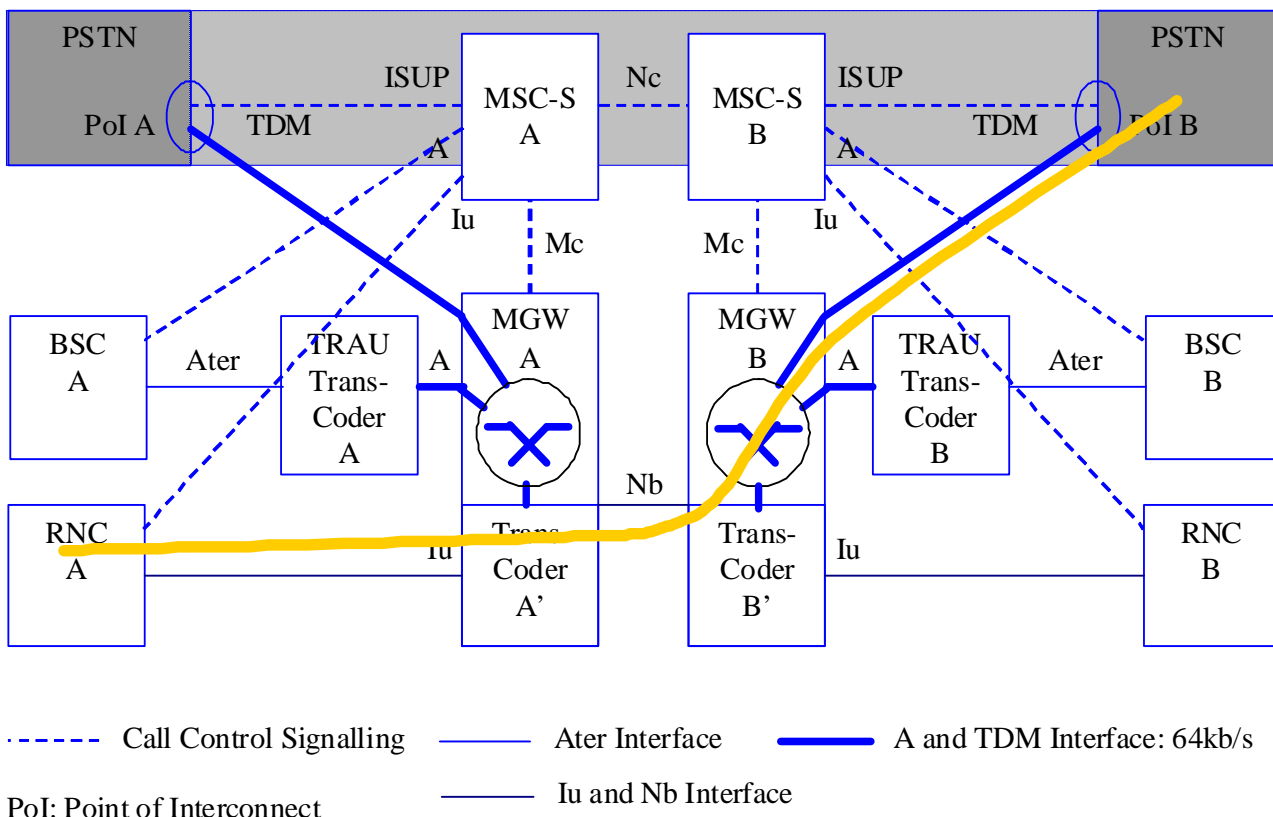 PSTN
PoI A
ISUP
TDM
MSC-S
A
Nc
MSC-S
B
ISUP
TDM
PSTN
PoI B
A
Iu
Mc
Mc
A
Iu
BSC
A
Ater
TRAU
Trans-
Coder
A
A
MGW
A
MGW
B
A
TRAU
Trans-
Coder
B
Ater
BSC
B
RNC
A
Iu
Trans-
Coder
A’
Nb
Trans-
Coder
B’
Iu
RNC
B
Call Control Signalling
Ater Interface
A and TDM Interface: 64kb/s
PoI: Point of Interconnect
Iu and Nb Interface